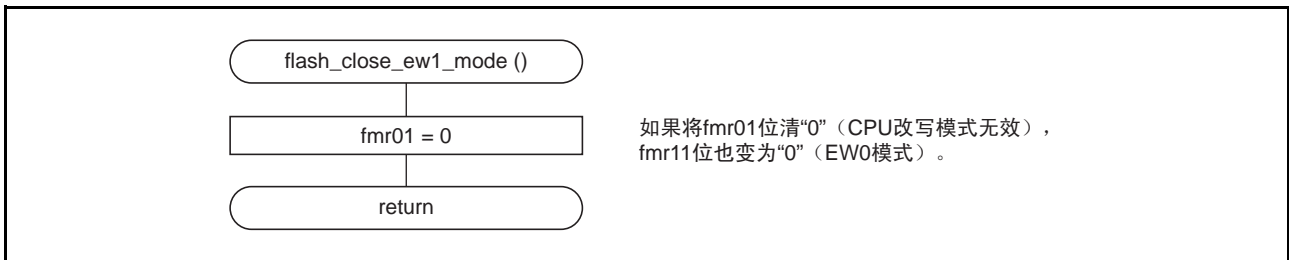 flash_close_ew1_mode ()
fmr01 = 0
如果将fmr01位清“0”（CPU改写模式无效），
fmr11位也变为“0”（EW0模式）。
return